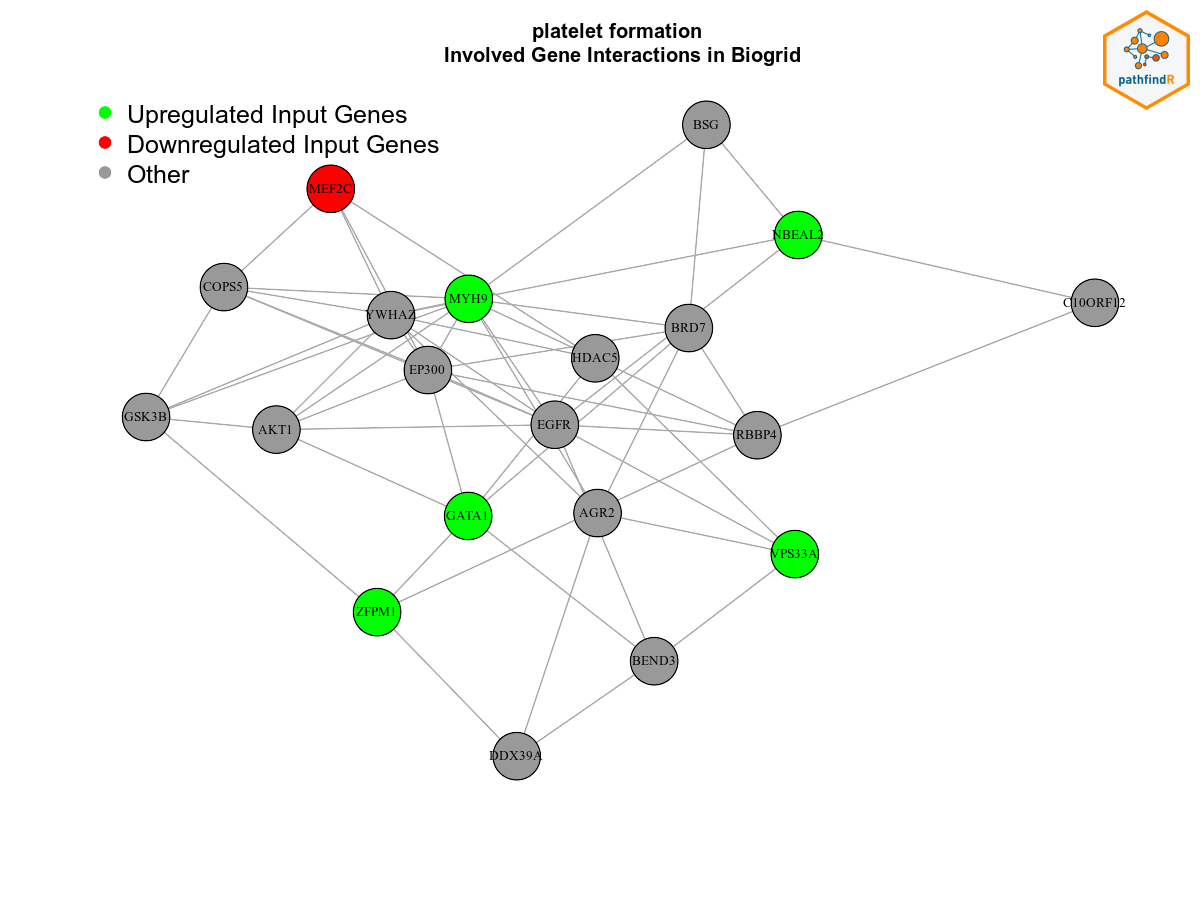 platelet formation
Involved Gene Interactions in Biogrid
pathfindR
Upregulated Input Genes
Downregulated Input Genes
Other
BSG
MEF2C
NBEAL2
COPS5
MYH9
C10ORF12
YWHAZ
BRD7
HDAC5
EP300
GSK3B
AKT1
EGFR
RBBP4
GATA1
AGR2
VPS33A
ZFPM1
BEND3
DDX39A